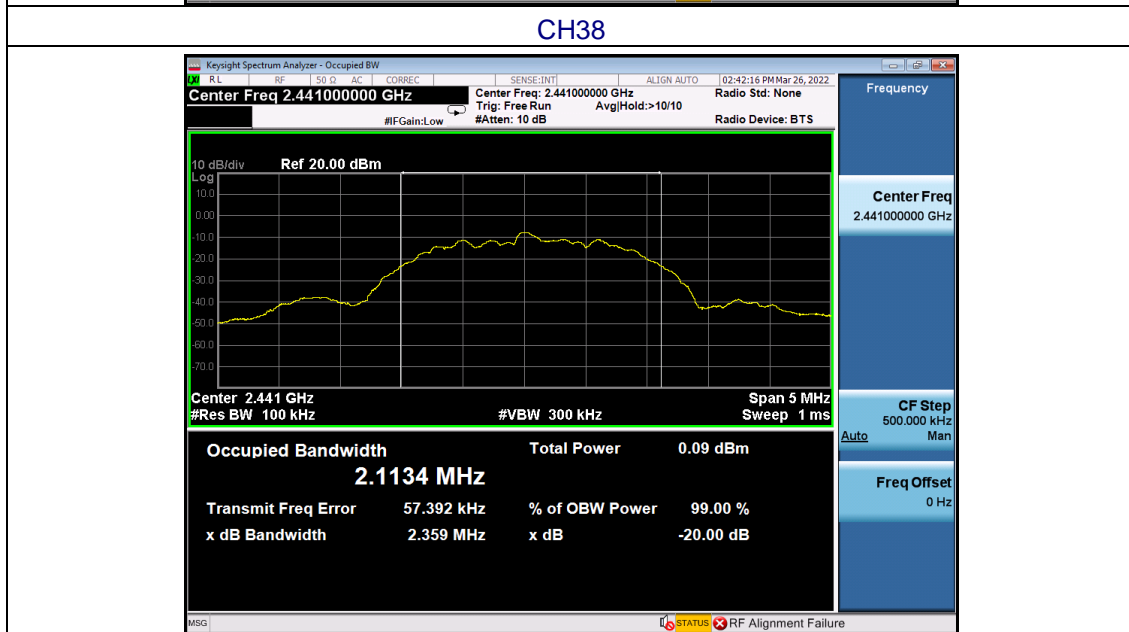 CH38
Keysight Spectrum Analyzer - Occupied BW
LXI RL RF 50 Ω AC CORREC SENSE:INT ALIGN AUTO 02:42:16 PM Mar 26, 2022
Center Freq 2.441000000 GHz
Center Freq: 2.441000000 GHz Radio Std: None
Trig: Free Run Avg|Hold:>10/10
#IFGain:Low #Atten: 10 dB Radio Device: BTS
Frequency
10 dB/div Ref 20.00 dBm
Log
10.0
0.00
-10.0
-20.0
-30.0
-40.0
-50.0
-60.0
-70.0
Center 2.441 GHz Span 5 MHz
#Res BW 100 kHz #VBW 300 kHz Sweep 1 ms
Center Freq
2.441000000 GHz
CF Step
500.000 kHz
Auto Man
Freq Offset
0 Hz
Occupied Bandwidth Total Power 0.09 dBm
2.1134 MHz
Transmit Freq Error 57.392 kHz % of OBW Power 99.00 %
x dB Bandwidth 2.359 MHz x dB -20.00 dB
MSG STATUS RF Alignment Failure